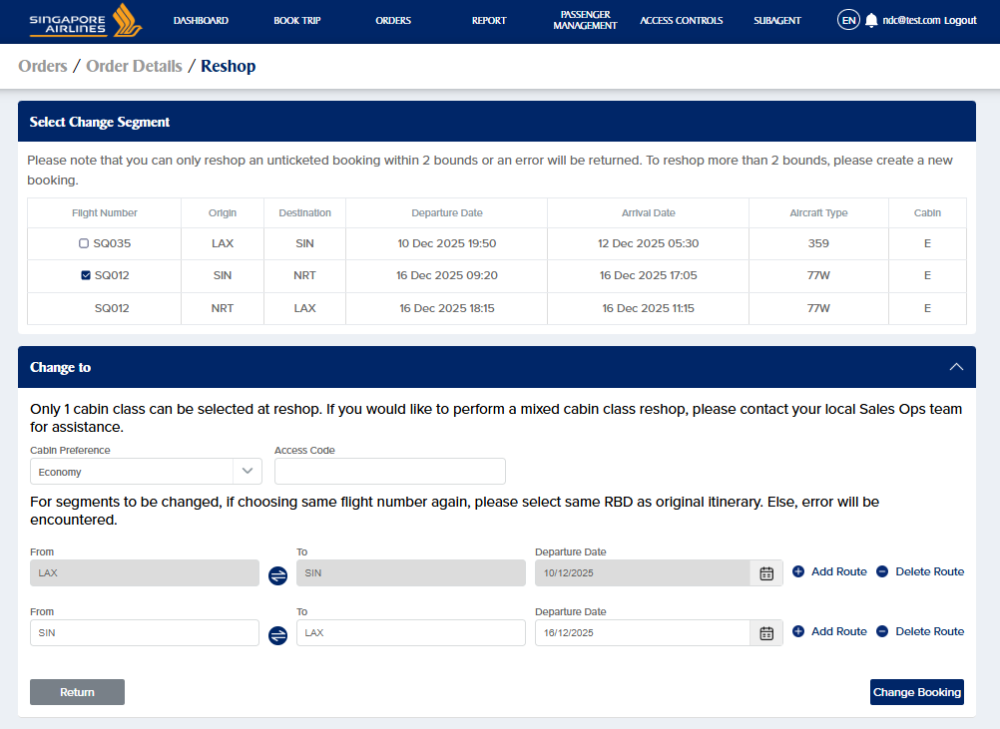 SINGAPORE
AIRLINES
DASHBOARD
BOOK TRIP
ORDERS
REPORT
PASSENGER
MANAGEMENT
ACCESS CONTROLS
SUBAGENT
EN
ndc@test.com Logout
Orders / Order Details / Reshop
Select Change Segment
Please note that you can only reshop an unticketed booking within 2 bounds or an error will be returned. To reshop more than 2 bounds, please create a new
booking.
Flight Number Origin Destination Departure Date Arrival Date Aircraft Type Cabin
SQ035 LAX SIN 10 Dec 2025 19:50 12 Dec 2025 05:30 359 E
SQ012 SIN NRT 16 Dec 2025 09:20 16 Dec 2025 17:05 77W E
SQ012 NRT LAX 16 Dec 2025 18:15 16 Dec 2025 11:15 77W E
Change to
Only 1 cabin class can be selected at reshop. If you would like to perform a mixed cabin class reshop, please contact your local Sales Ops team
for assistance.
Cabin Preference Access Code
Economy
For segments to be changed, if choosing same flight number again, please select same RBD as original itinerary. Else, error will be
encountered.
From To Departure Date
LAX SIN 10/12/2025 Add Route Delete Route
From To Departure Date
SIN LAX 16/12/2025 Add Route Delete Route
Return Change Booking